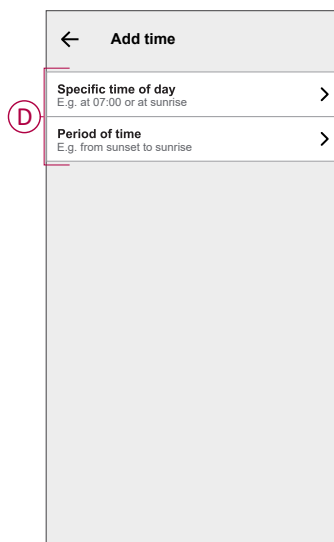 Add time
Specific time of day
E.g. at 07:00 or at sunrise
D
Period of time
E.g. from sunset to sunrise